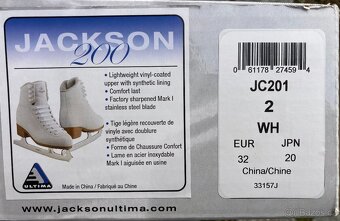 JACKSON
200
• Lightweight vinyl-coated
upper with synthetic lining
• Comfort last
• Factory sharpened Mark I
stainless steel blade
• Tige légère recouverte de
vinyle avec doublure
synthétique
• Forme de Chaussure Confort
• Lame en acier inoxydable
Mark I aiguisée en usine
ULTIMA
Made in China / Fabriqué au Chine
www.jacksonultima.com
0 61178 27459 4
JC201
2
WH
EUR JPN
32 20
China/Chine
33157J